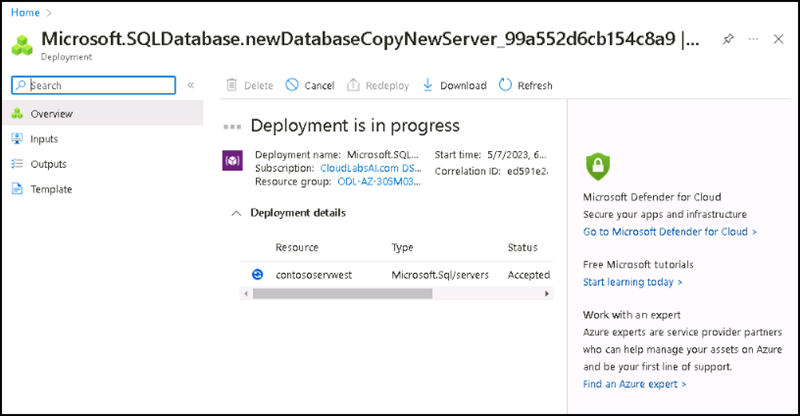 Home >
Microsoft.SQLDatabase.newDatabaseCopyNewServer_99a552d6cb154c8a9 |...
Deployment
Search
«
Delete
Cancel
Redeploy
Download
Refresh
Overview
Inputs
Outputs
Template
Deployment is in progress
Deployment name: Microsoft.SQL...
Start time: 5/7/2023, 6...
Subscription: CloudLabsAI.com DS...
Correlation ID: ed591e2...
Resource group: ODL-AZ-305M03...
Deployment details
Resource Type Status
contososervwest Microsoft.Sql/servers Accepted
Microsoft Defender for Cloud
Secure your apps and infrastructure
Go to Microsoft Defender for Cloud >
Free Microsoft tutorials
Start learning today >
Work with an expert
Azure experts are service provider partners
who can help manage your assets on Azure
and be your first line of support.
Find an Azure expert >